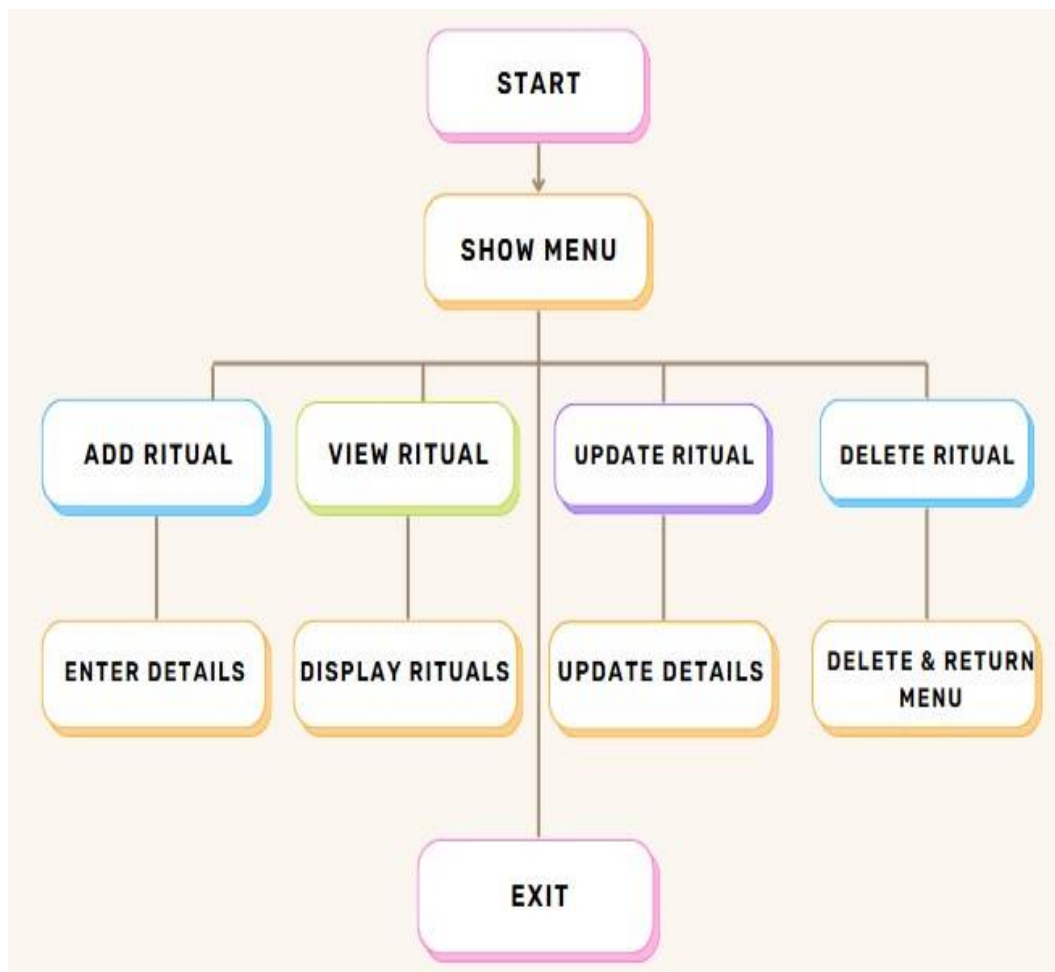 START
SHOW MENU
ADD RITUAL
VIEW RITUAL
UPDATE RITUAL
DELETE RITUAL
ENTER DETAILS
DISPLAY RITUALS
UPDATE DETAILS
DELETE & RETURN
MENU
EXIT